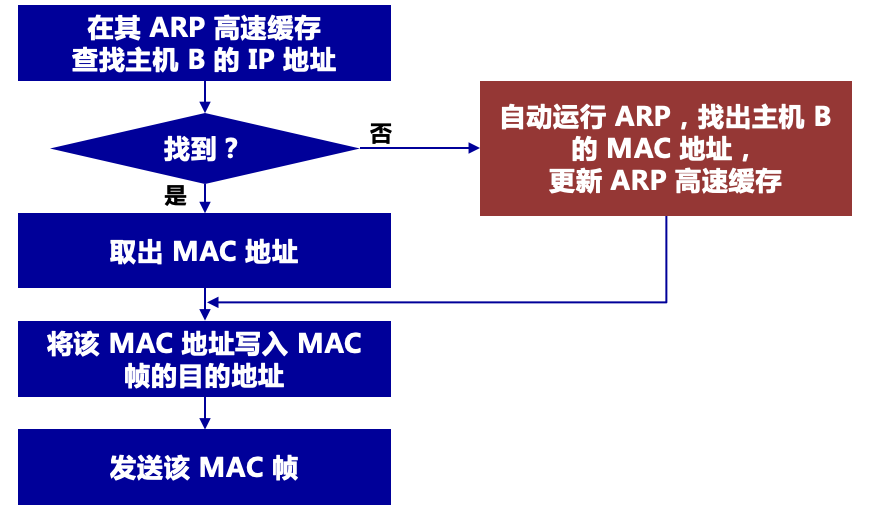 在其 ARP 高速缓存
查找主机 B 的 IP 地址
找到？
否
自动运行 ARP，找出主机 B
的 MAC 地址，
更新 ARP 高速缓存
是
取出 MAC 地址
将该 MAC 地址写入 MAC
帧的目的地址
发送该 MAC 帧